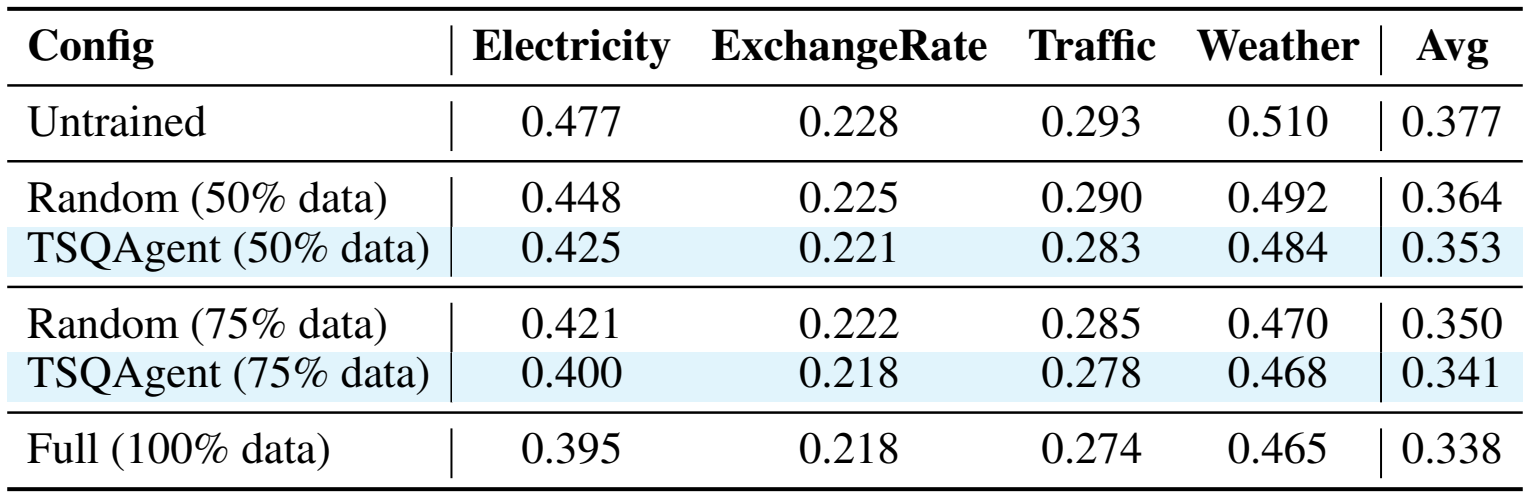 Config Electricity ExchangeRate Traffic Weather Avg
Untrained 0.477 0.228 0.293 0.510 0.377
Random (50% data) 0.448 0.225 0.290 0.492 0.364
TSQAgent (50% data) 0.425 0.221 0.283 0.484 0.353
Random (75% data) 0.421 0.222 0.285 0.470 0.350
TSQAgent (75% data) 0.400 0.218 0.278 0.468 0.341
Full (100% data) 0.395 0.218 0.274 0.465 0.338